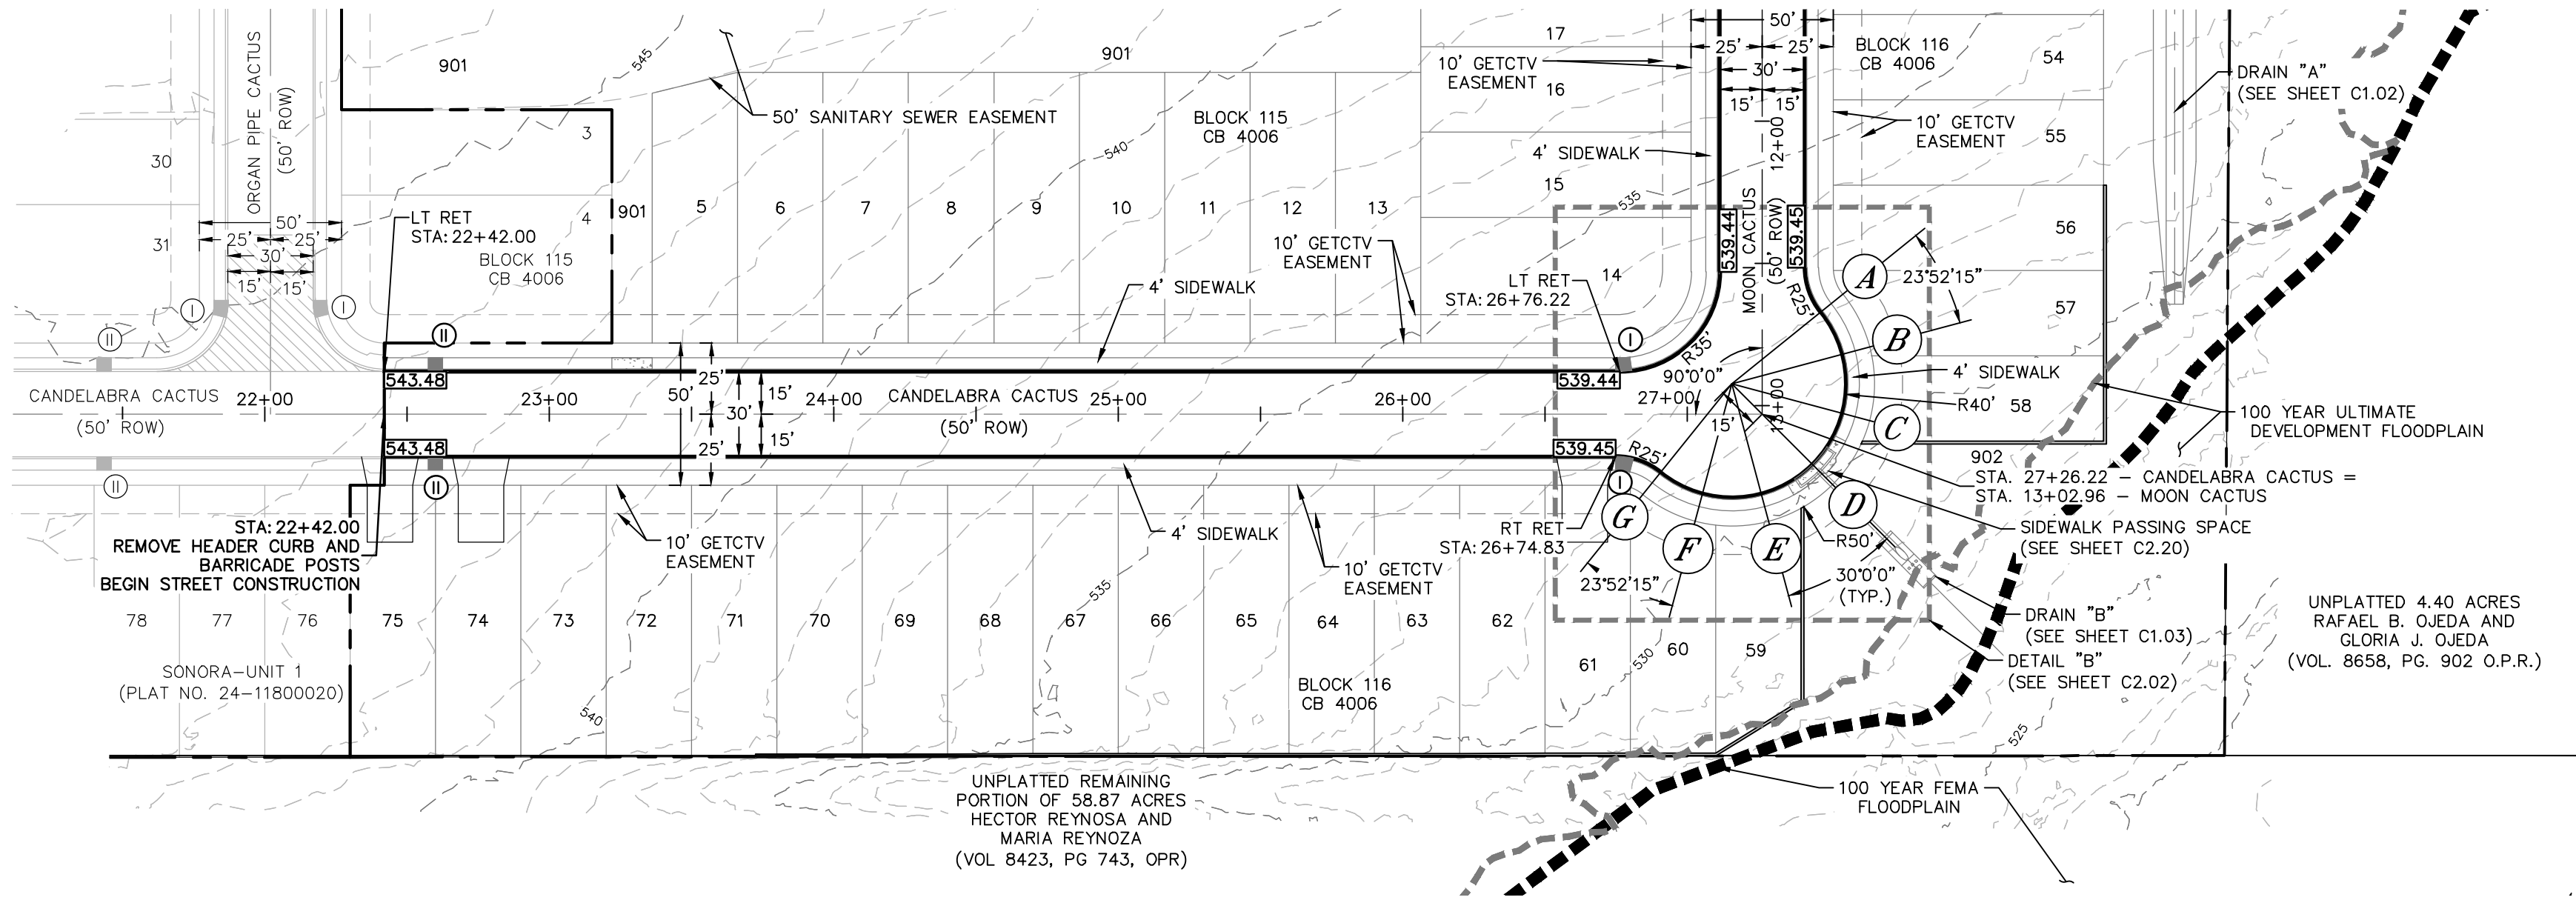 ORGAN PIPE CACTUS
(50' ROW)
901
545
901
50' SANITARY SEWER EASEMENT
3
4
901
30
31
50'
25'
25'
30'
15'
15'
LT RET
STA: 22+42.00
BLOCK 115
CB 4006
BLOCK 115
CB 4006
540
5
6
7
8
9
10
11
12
13
10' GETCTV
EASEMENT
4' SIDEWALK
17
10' GETCTV
EASEMENT
16
4' SIDEWALK
15
535
14
LT RET
STA: 26+76.22
50'
25'
25'
30'
15'
15'
12+00
MOON CACTUS
(50' ROW)
539.44
539.45
BLOCK 116
CB 4006
10' GETCTV
EASEMENT
54
55
56
57
DRAIN "A"
(SEE SHEET C1.02)
I
I
II
II
I
R35'
R25'
A
23°52'15"
B
4' SIDEWALK
R40'
58
C
90°0'0"
543.48
539.44
CANDELABRA CACTUS
(50' ROW)
22+00
23+00
50'
25'
25'
30'
15'
15'
24+00
CANDELABRA CACTUS
(50' ROW)
25+00
26+00
27+00
13+00
15'
543.48
539.45
R25'
II
II
I
100 YEAR ULTIMATE
DEVELOPMENT FLOODPLAIN
902
STA. 27+26.22 - CANDELABRA CACTUS =
STA. 13+02.96 - MOON CACTUS
SIDEWALK PASSING SPACE
(SEE SHEET C2.20)
D
G
F
E
R50'
30°0'0"
(TYP.)
23°52'15"
RT RET
STA: 26+74.83
STA: 22+42.00
REMOVE HEADER CURB AND
BARRICADE POSTS
BEGIN STREET CONSTRUCTION
10' GETCTV
EASEMENT
4' SIDEWALK
10' GETCTV
EASEMENT
535
78
77
76
75
74
73
72
71
70
69
68
67
66
65
64
63
62
61
60
59
530
DRAIN "B"
(SEE SHEET C1.03)
DETAIL "B"
(SEE SHEET C2.02)
UNPLATTED 4.40 ACRES
RAFAEL B. OJEDA AND
GLORIA J. OJEDA
(VOL. 8658, PG. 902 O.P.R.)
SONORA-UNIT 1
(PLAT NO. 24-11800020)
540
BLOCK 116
CB 4006
525
UNPLATTED REMAINING
PORTION OF 58.87 ACRES
HECTOR REYNOSA AND
MARIA REYNOZA
(VOL 8423, PG 743, OPR)
100 YEAR FEMA
FLOODPLAIN